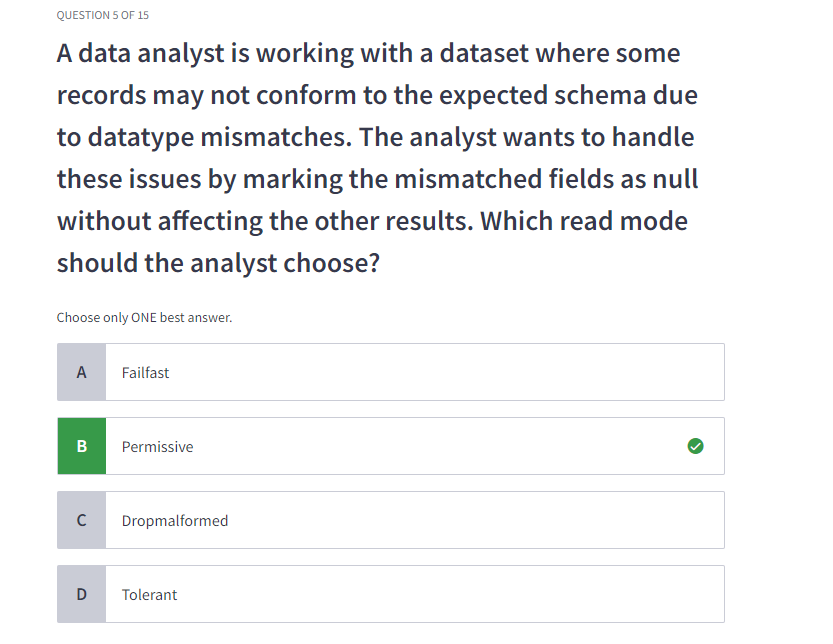 QUESTION 5 OF 15
A data analyst is working with a dataset where some
records may not conform to the expected schema due
to datatype mismatches. The analyst wants to handle
these issues by marking the mismatched fields as null
without affecting the other results. Which read mode
should the analyst choose?
Choose only ONE best answer.
A Failfast
B Permissive
C Dropmalformed
D Tolerant